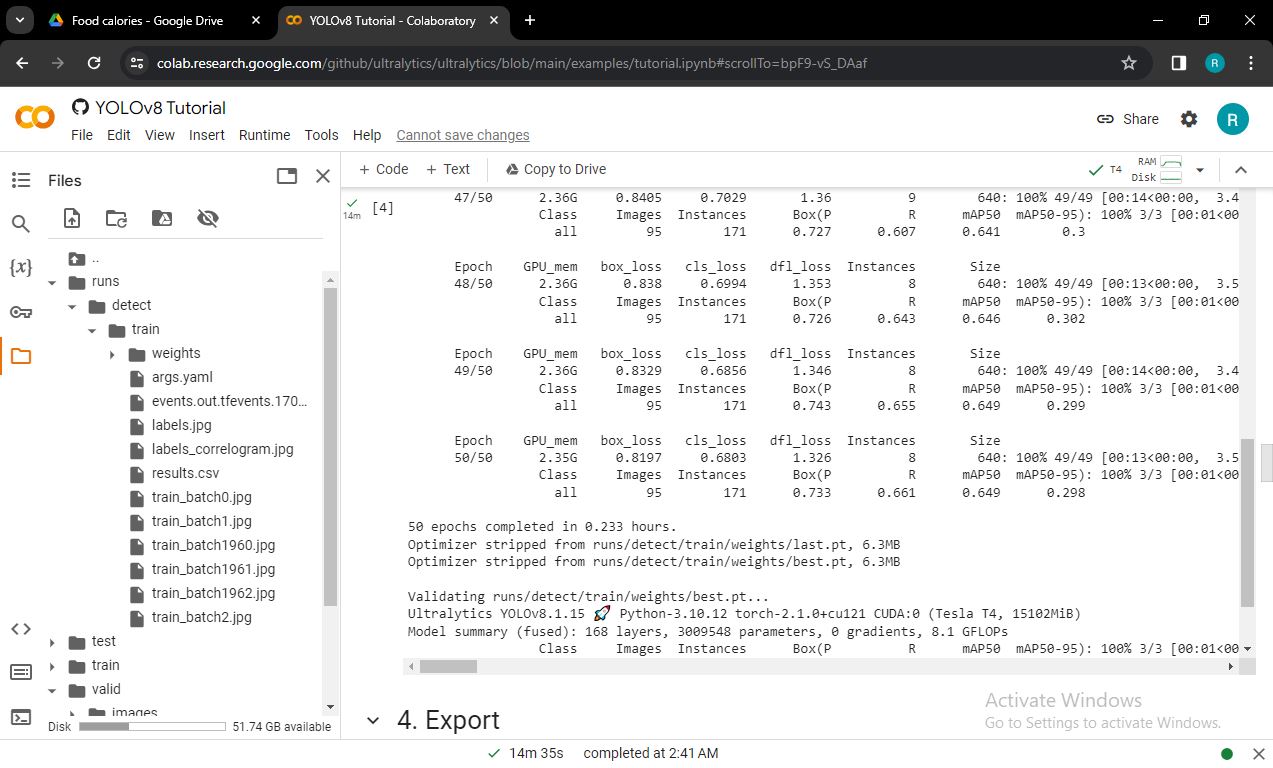 Food calories - Google Drive
YOLOv8 Tutorial - Colaboratory
colab.research.google.com/github/ultralytics/ultralytics/blob/main/examples/tutorial.ipynb#scrollTo=bpF9-vS_DAaf
R
YOLOv8 Tutorial
File Edit View Insert Runtime Tools Help Cannot save changes
Share
R
Files
+ Code + Text Copy to Drive
T4 RAM
Disk
..
runs
detect
train
weights
args.yaml
events.out.tfevents.170...
labels.jpg
labels_correlogram.jpg
results.csv
train_batch0.jpg
train_batch1.jpg
train_batch1960.jpg
train_batch1961.jpg
train_batch1962.jpg
train_batch2.jpg
test
train
valid
images
Disk 51.74 GB available
14m
[4]
47/50 2.36G 0.8405 0.7029 1.36 9 640: 100% 49/49 [00:14<00:00, 3.4
Class Images Instances Box(P R mAP50 mAP50-95): 100% 3/3 [00:01<00
all 95 171 0.727 0.607 0.641 0.3
Epoch GPU_mem box_loss cls_loss dfl_loss Instances Size
48/50 2.36G 0.838 0.6994 1.353 8 640: 100% 49/49 [00:13<00:00, 3.5
Class Images Instances Box(P R mAP50 mAP50-95): 100% 3/3 [00:01<00
all 95 171 0.726 0.643 0.646 0.302
Epoch GPU_mem box_loss cls_loss dfl_loss Instances Size
49/50 2.36G 0.8329 0.6856 1.346 8 640: 100% 49/49 [00:14<00:00, 3.4
Class Images Instances Box(P R mAP50 mAP50-95): 100% 3/3 [00:01<00
all 95 171 0.743 0.655 0.649 0.299
Epoch GPU_mem box_loss cls_loss dfl_loss Instances Size
50/50 2.35G 0.8197 0.6803 1.326 8 640: 100% 49/49 [00:13<00:00, 3.5
Class Images Instances Box(P R mAP50 mAP50-95): 100% 3/3 [00:01<00
all 95 171 0.733 0.661 0.649 0.298
50 epochs completed in 0.233 hours.
Optimizer stripped from runs/detect/train/weights/last.pt, 6.3MB
Optimizer stripped from runs/detect/train/weights/best.pt, 6.3MB
Validating runs/detect/train/weights/best.pt...
Ultralytics YOLOv8.1.15 🚀 Python-3.10.12 torch-2.1.0+cu121 CUDA:0 (Tesla T4, 15102MiB)
Model summary (fused): 168 layers, 3009548 parameters, 0 gradients, 8.1 GFLOPs
Class Images Instances Box(P R mAP50 mAP50-95): 100% 3/3 [00:01<00
4. Export
Activate Windows
Go to Settings to activate Windows.
14m 35s completed at 2:41 AM